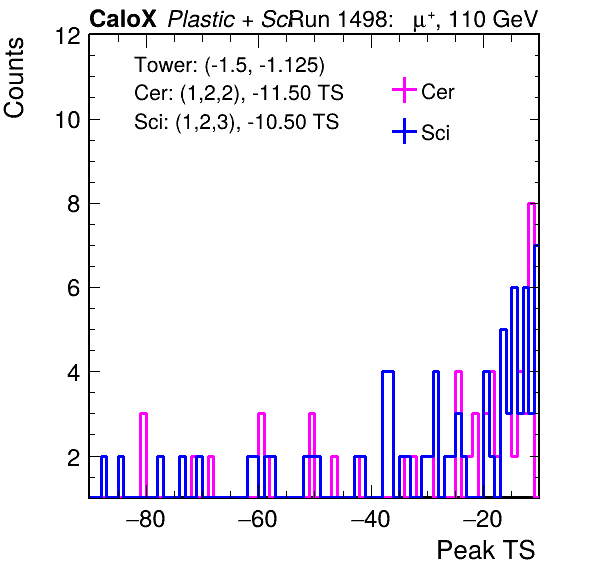 CaloX Plastic + Sci Run 1498: μ⁺, 110 GeV
Counts
12
10
8
6
4
2
Tower: (-1.5, -1.125)
Cer: (1,2,2), -11.50 TS
Sci: (1,2,3), -10.50 TS
Cer
Sci
−80 −60 −40 −20
Peak TS